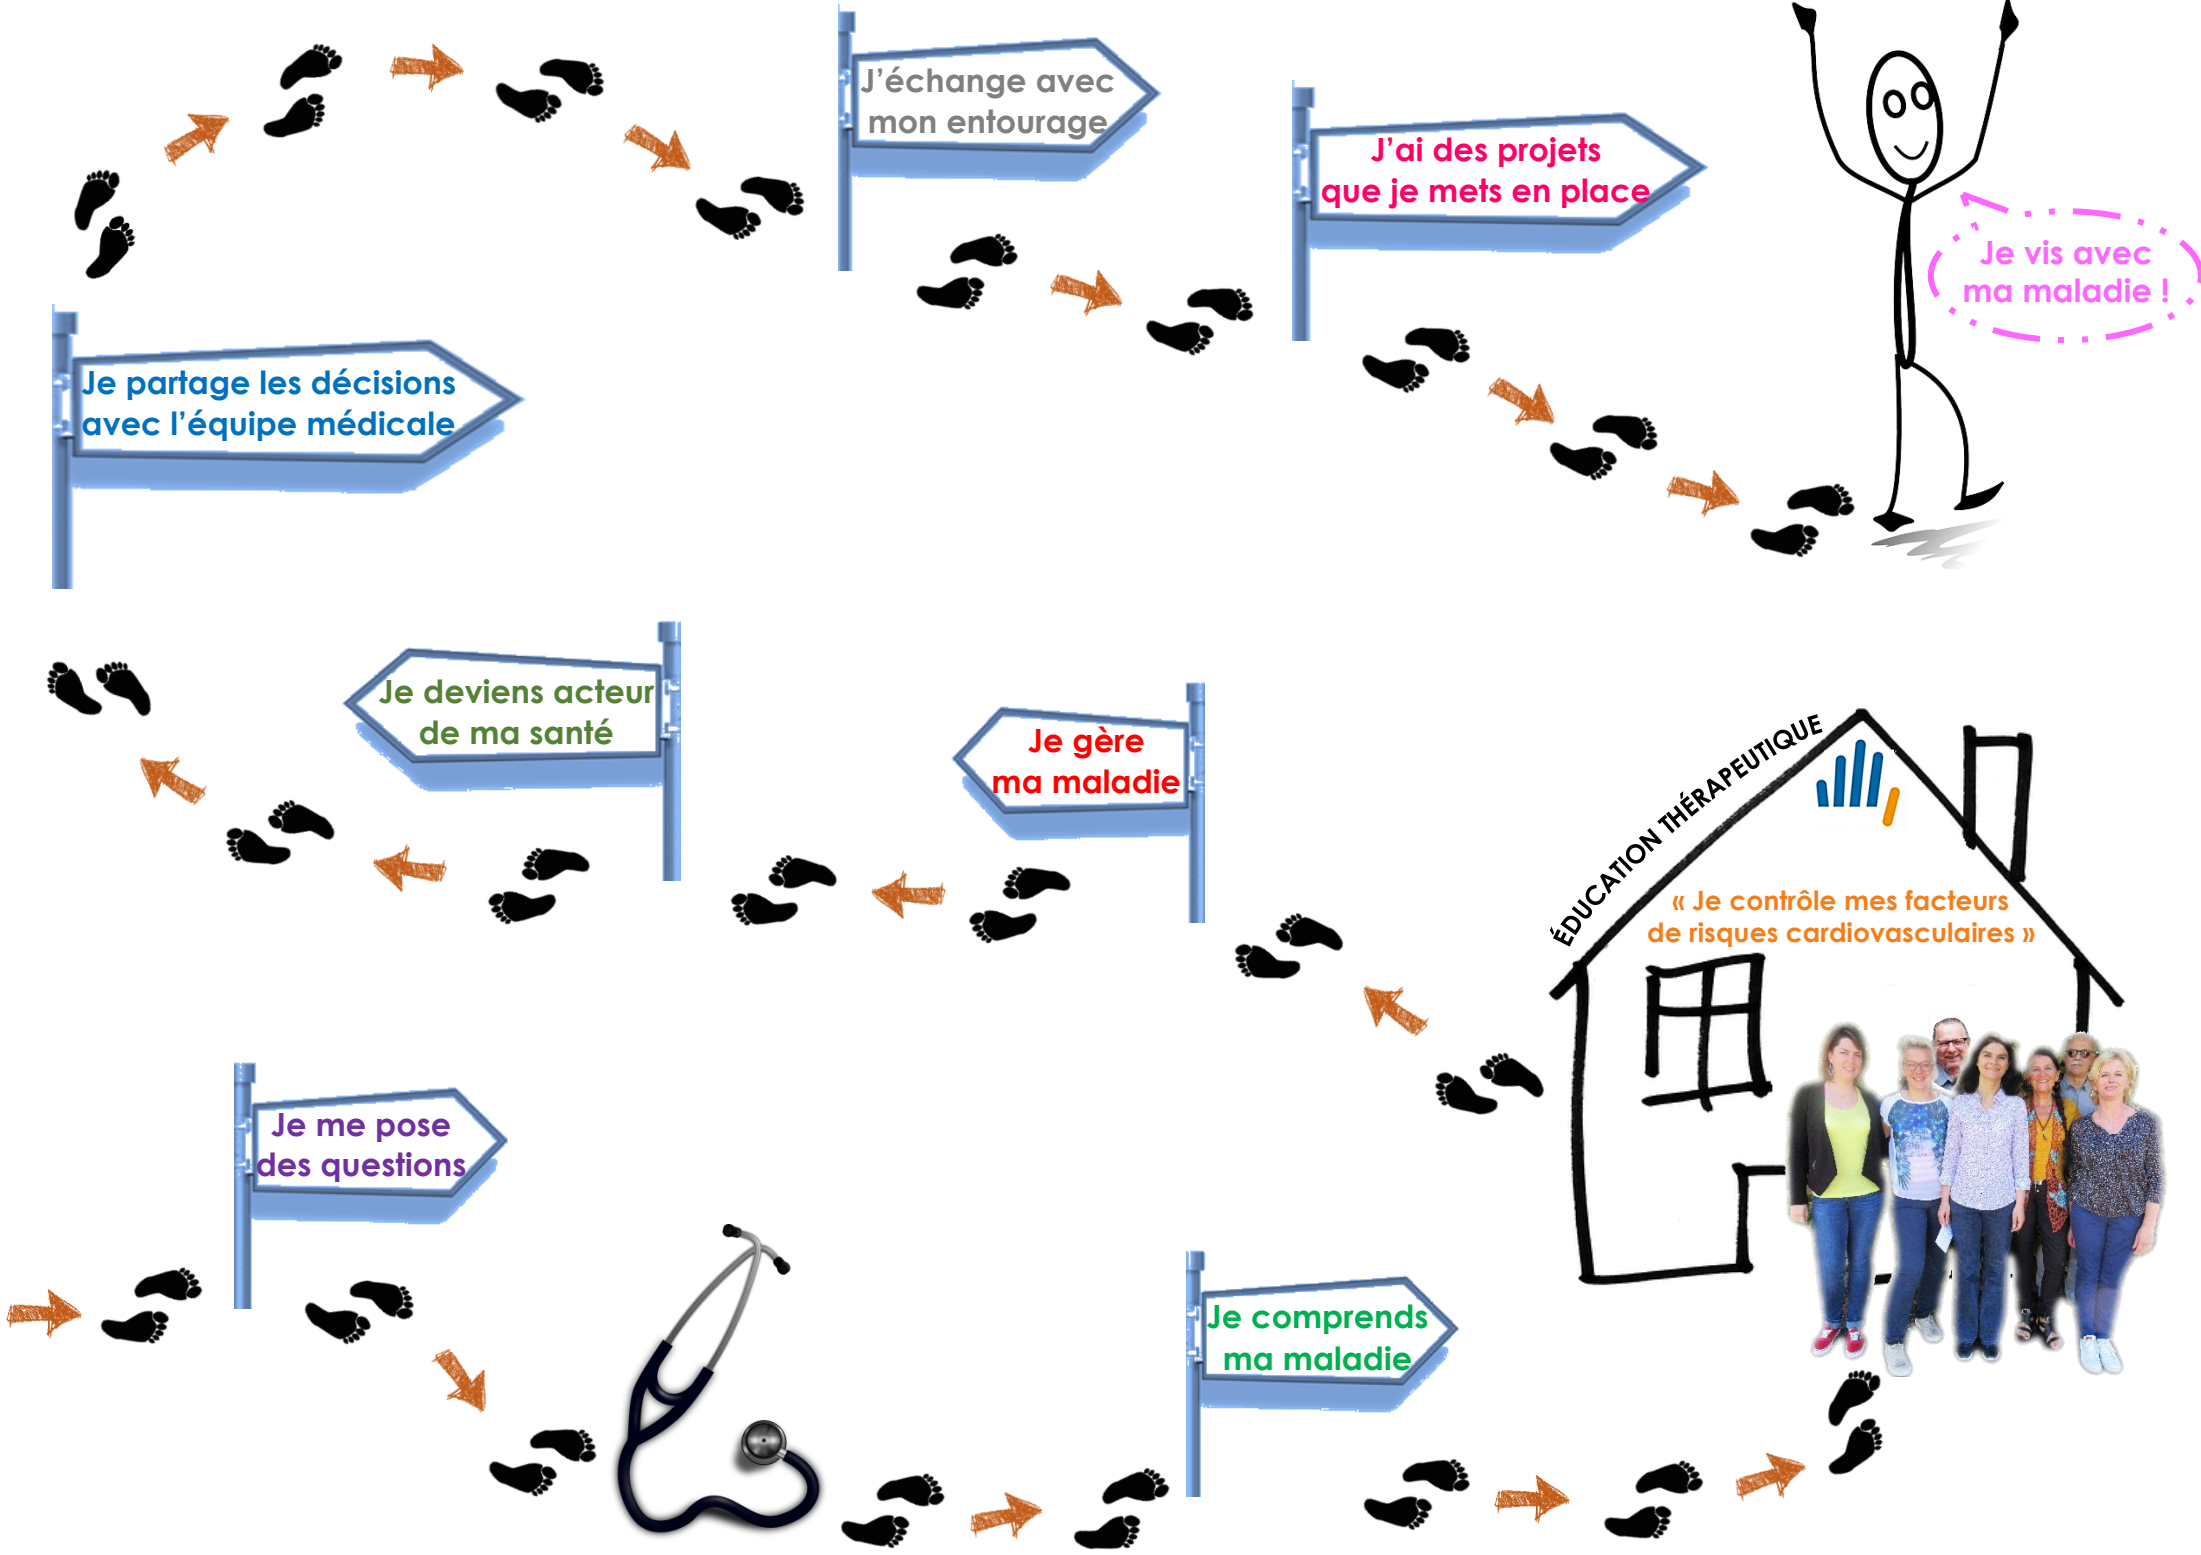 J'échange avec
mon entourage
J'ai des projets
que je mets en place
Je vis avec
ma maladie !
Je partage les décisions
avec l'équipe médicale
Je deviens acteur
de ma santé
Je gère
ma maladie
ÉDUCATION THÉRAPEUTIQUE
« Je contrôle mes facteurs
de risques cardiovasculaires »
Je me pose
des questions
Je comprends
ma maladie